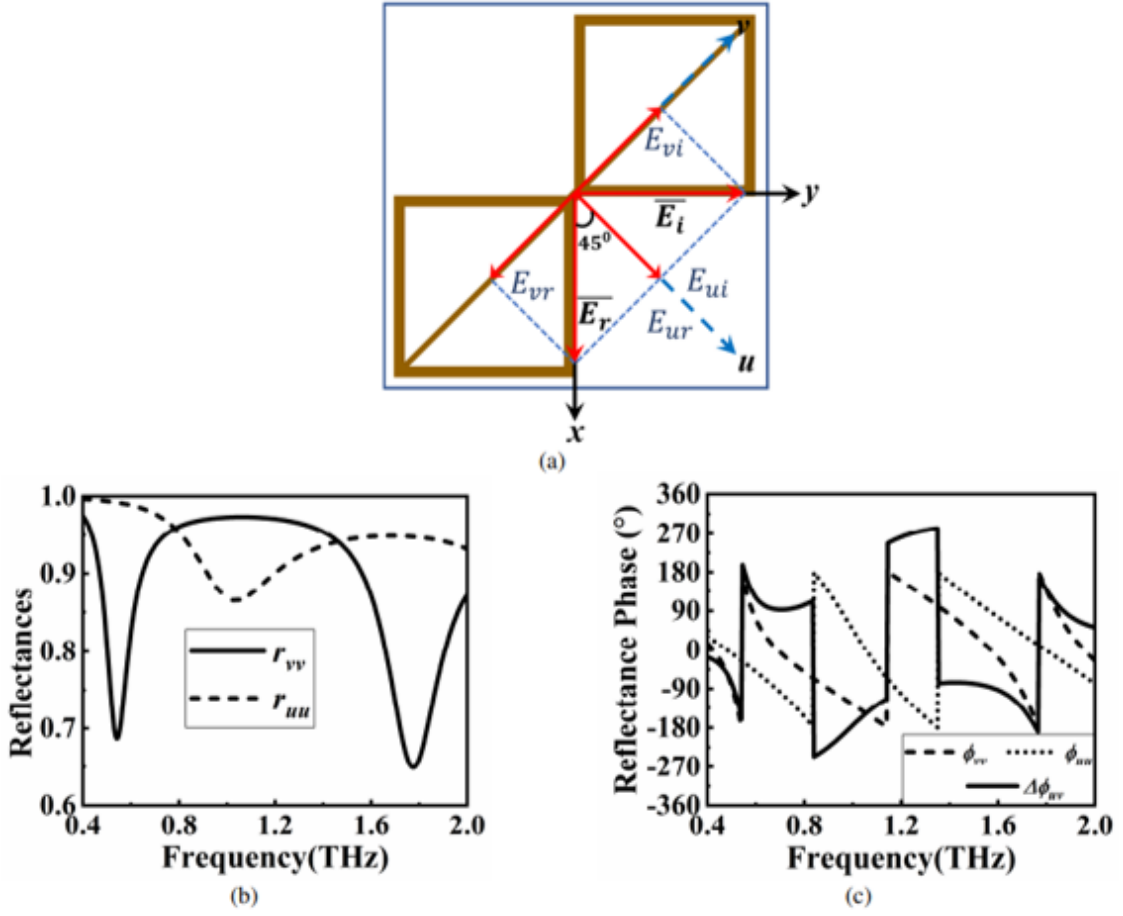 v
E_vi
y
E_i
45⁰
E_vr
E_r
E_ui
E_ur
u
x
(a)
Reflectances
1.0
0.9
0.8
0.7
0.6
r_vv
r_uu
0.4 0.8 1.2 1.6 2.0
Frequency(THz)
(b)
Reflectance Phase (°)
360
270
180
90
0
-90
-180
-270
-360
ϕ_vv ϕ_uu
Δϕ_uv
0.4 0.8 1.2 1.6 2.0
Frequency(THz)
(c)